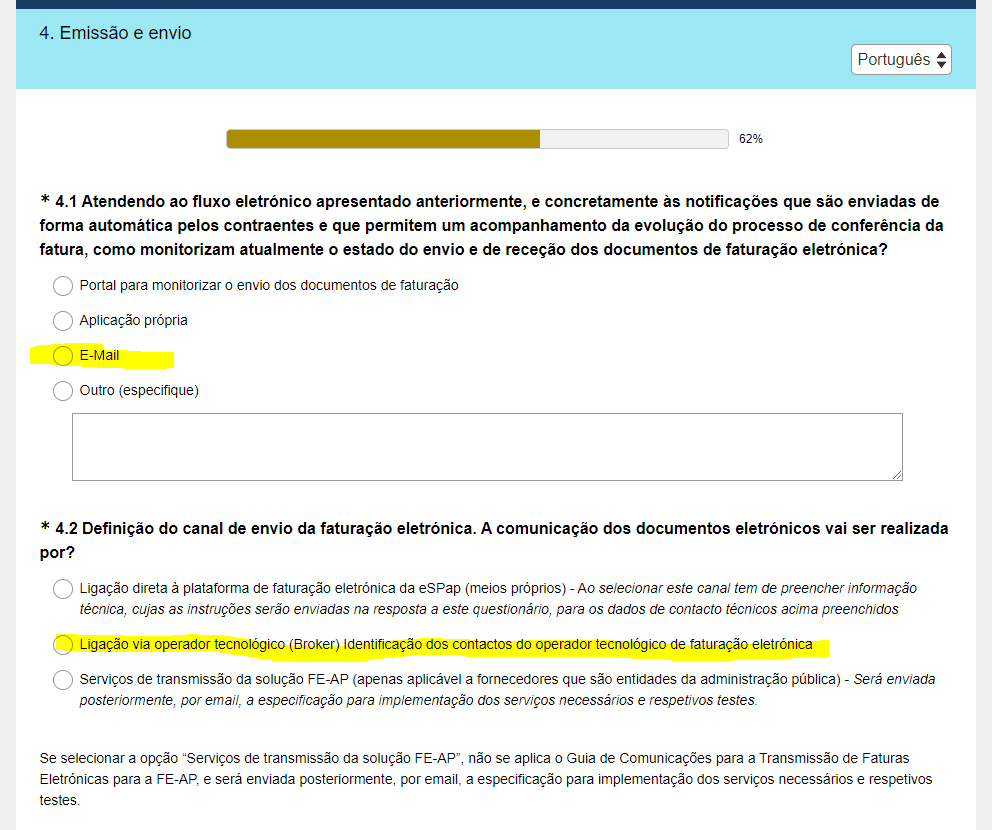 4. Emissão e envio
Português
62%
* 4.1 Atendendo ao fluxo eletrónico apresentado anteriormente, e concretamente às notificações que são enviadas de
forma automática pelos contraentes e que permitem um acompanhamento da evolução do processo de conferência da
fatura, como monitorizam atualmente o estado do envio e de receção dos documentos de faturação eletrónica?
Portal para monitorizar o envio dos documentos de faturação
Aplicação própria
E-Mail
Outro (especifique)
* 4.2 Definição do canal de envio da faturação eletrónica. A comunicação dos documentos eletrónicos vai ser realizada
por?
Ligação direta à plataforma de faturação eletrónica da eSPap (meios próprios) - Ao selecionar este canal tem de preencher informação
técnica, cujas as instruções serão enviadas na resposta a este questionário, para os dados de contacto técnicos acima preenchidos
Ligação via operador tecnológico (Broker) Identificação dos contactos do operador tecnológico de faturação eletrónica
Serviços de transmissão da solução FE-AP (apenas aplicável a fornecedores que são entidades da administração pública) - Será enviada
posteriormente, por email, a especificação para implementação dos serviços necessários e respetivos testes.
Se selecionar a opção “Serviços de transmissão da solução FE-AP”, não se aplica o Guia de Comunicações para a Transmissão de Faturas
Eletrónicas para a FE-AP, e será enviada posteriormente, por email, a especificação para implementação dos serviços necessários e respetivos
testes.